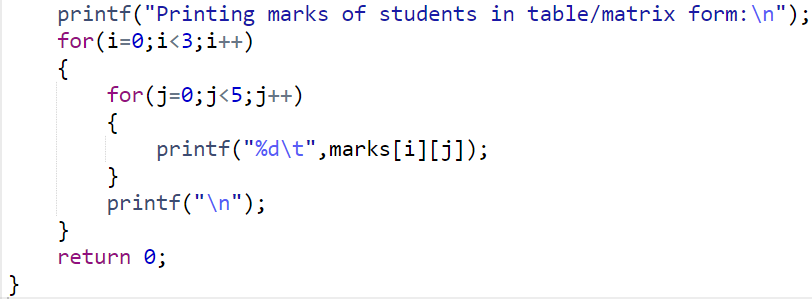 printf("Printing marks of students in table/matrix form:\n");
for(i=0;i<3;i++)
{
for(j=0;j<5;j++)
{
printf("%d\t",marks[i][j]);
}
printf("\n");
}
return 0;
}